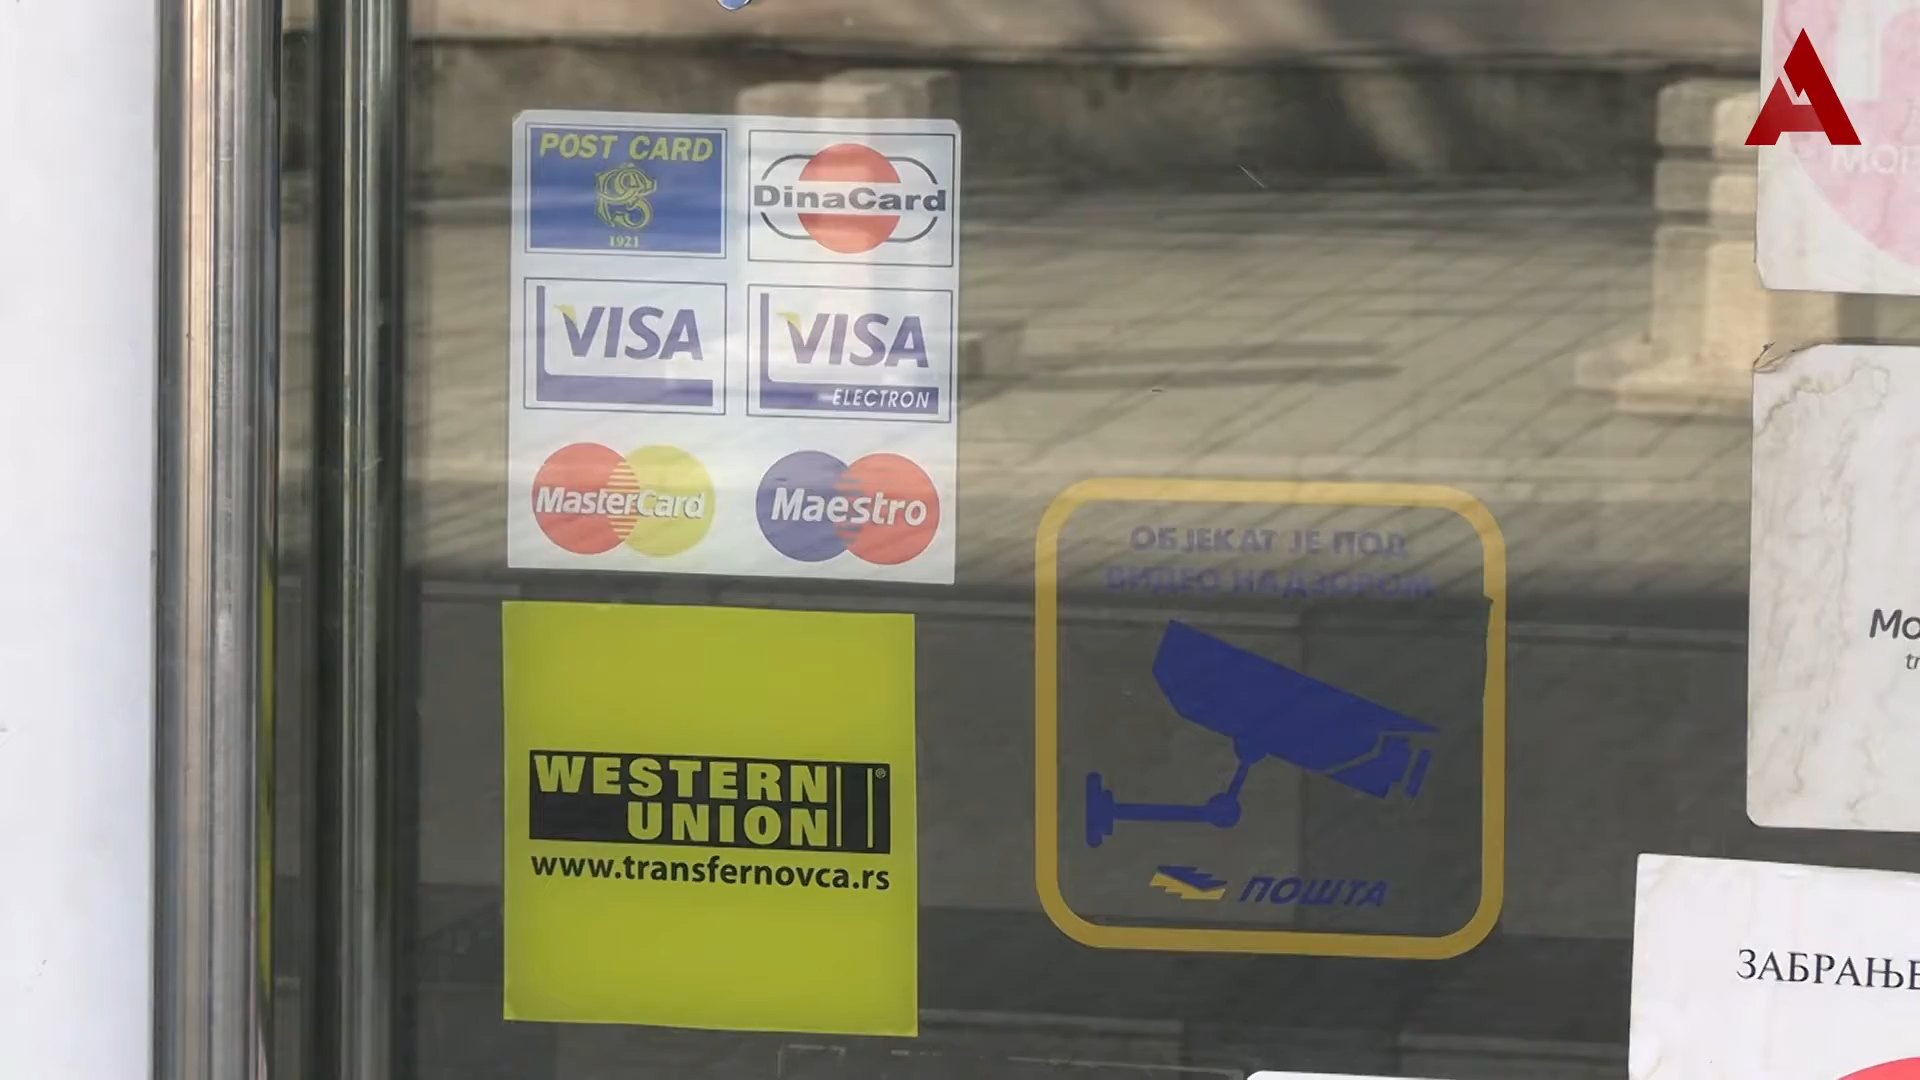 POST CARD
1921
DinaCard
VISA
VISA
ELECTRON
MasterCard
Maestro
WESTERN
UNION
www.transfernovca.rs
ОБЈЕКАТ ЈЕ ПОД
ВИДЕО НАДЗОРОМ
ПОШТА